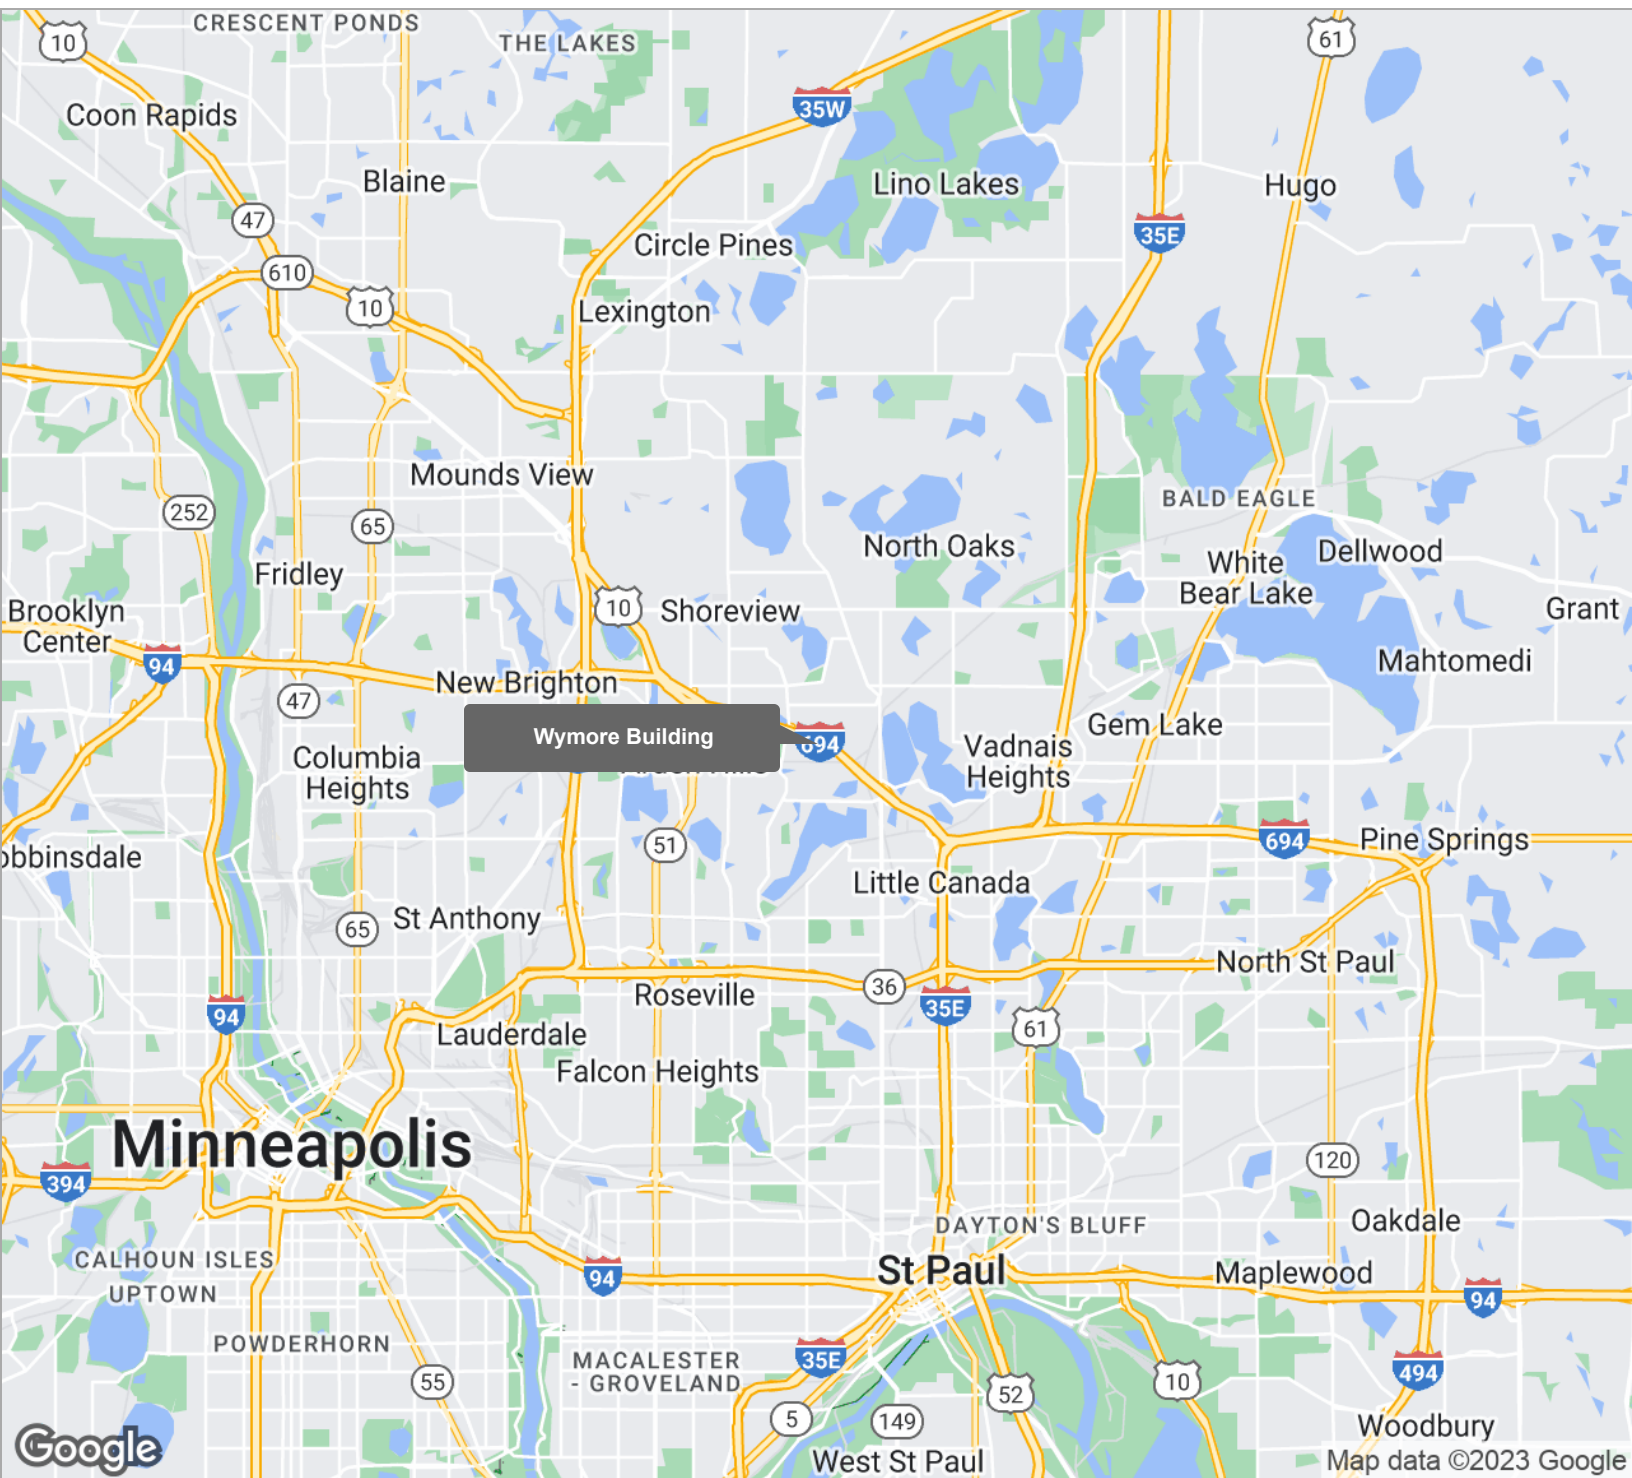 CRESCENT PONDS
THE LAKES
10
61
Coon Rapids
35W
Blaine
Lino Lakes
Hugo
47
35E
Circle Pines
610
10
Lexington
Mounds View
BALD EAGLE
252
65
North Oaks
Dellwood
White
Bear Lake
Fridley
10
Shoreview
Brooklyn
Center
Grant
94
Mahtomedi
New Brighton
47
Gem Lake
Wymore Building
694
Vadnais
Heights
Columbia
Heights
51
694
Pine Springs
obbinsdale
Little Canada
St Anthony
65
North St Paul
36
Roseville
35E
94
61
Lauderdale
Falcon Heights
Minneapolis
120
394
DAYTON'S BLUFF
Oakdale
CALHOUN ISLES
UPTOWN
94
St Paul
Maplewood
94
POWDERHORN
MACALESTER
- GROVELAND
35E
494
55
52
10
5
149
Woodbury
Google
West St Paul
Map data ©2023 Google